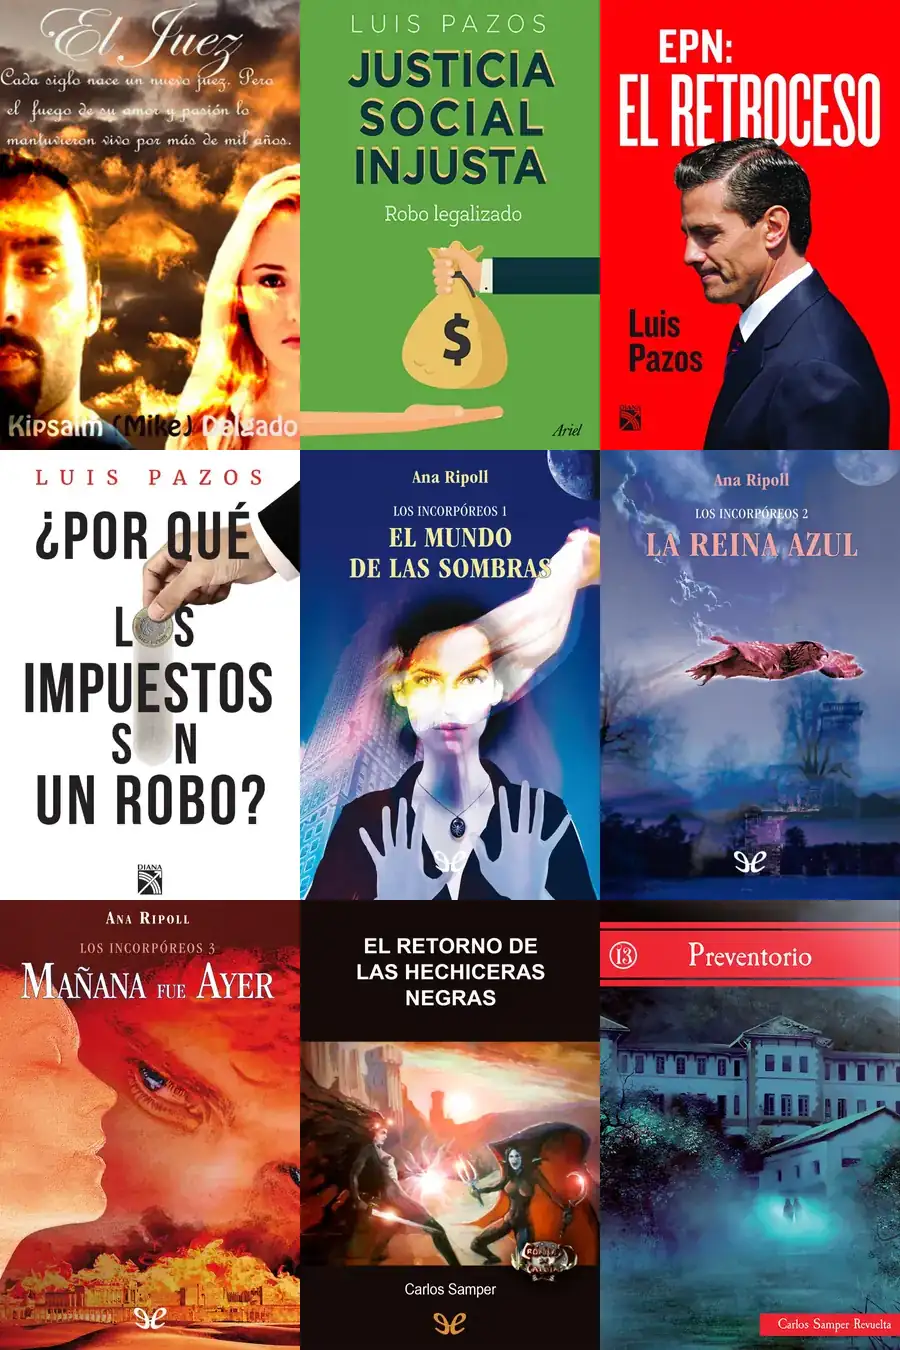 El Juez
Cada siglo nace un nuevo juez. Pero
el fuego de su amor y pasión lo
mantuvieron vivo por más de mil años.
Kipsaim (Mike) Delgado
LUIS PAZOS
JUSTICIA
SOCIAL
INJUSTA
Robo legalizado
$
Ariel
EPN:
EL RETROCESO
Luis
Pazos
DIANA
LUIS PAZOS
¿POR QUÉ
LOS
IMPUESTOS
SON
UN ROBO?
DIANA
Ana Ripoll
LOS INCORPÓREOS 1
EL MUNDO
DE LAS SOMBRAS
Ana Ripoll
LOS INCORPÓREOS 2
LA REINA AZUL
Ana Ripoll
LOS INCORPÓREOS 3
MAÑANA FUE AYER
EL RETORNO DE
LAS HECHICERAS
NEGRAS
Carlos Samper
13
Preventorio
Carlos Samper Revuelta